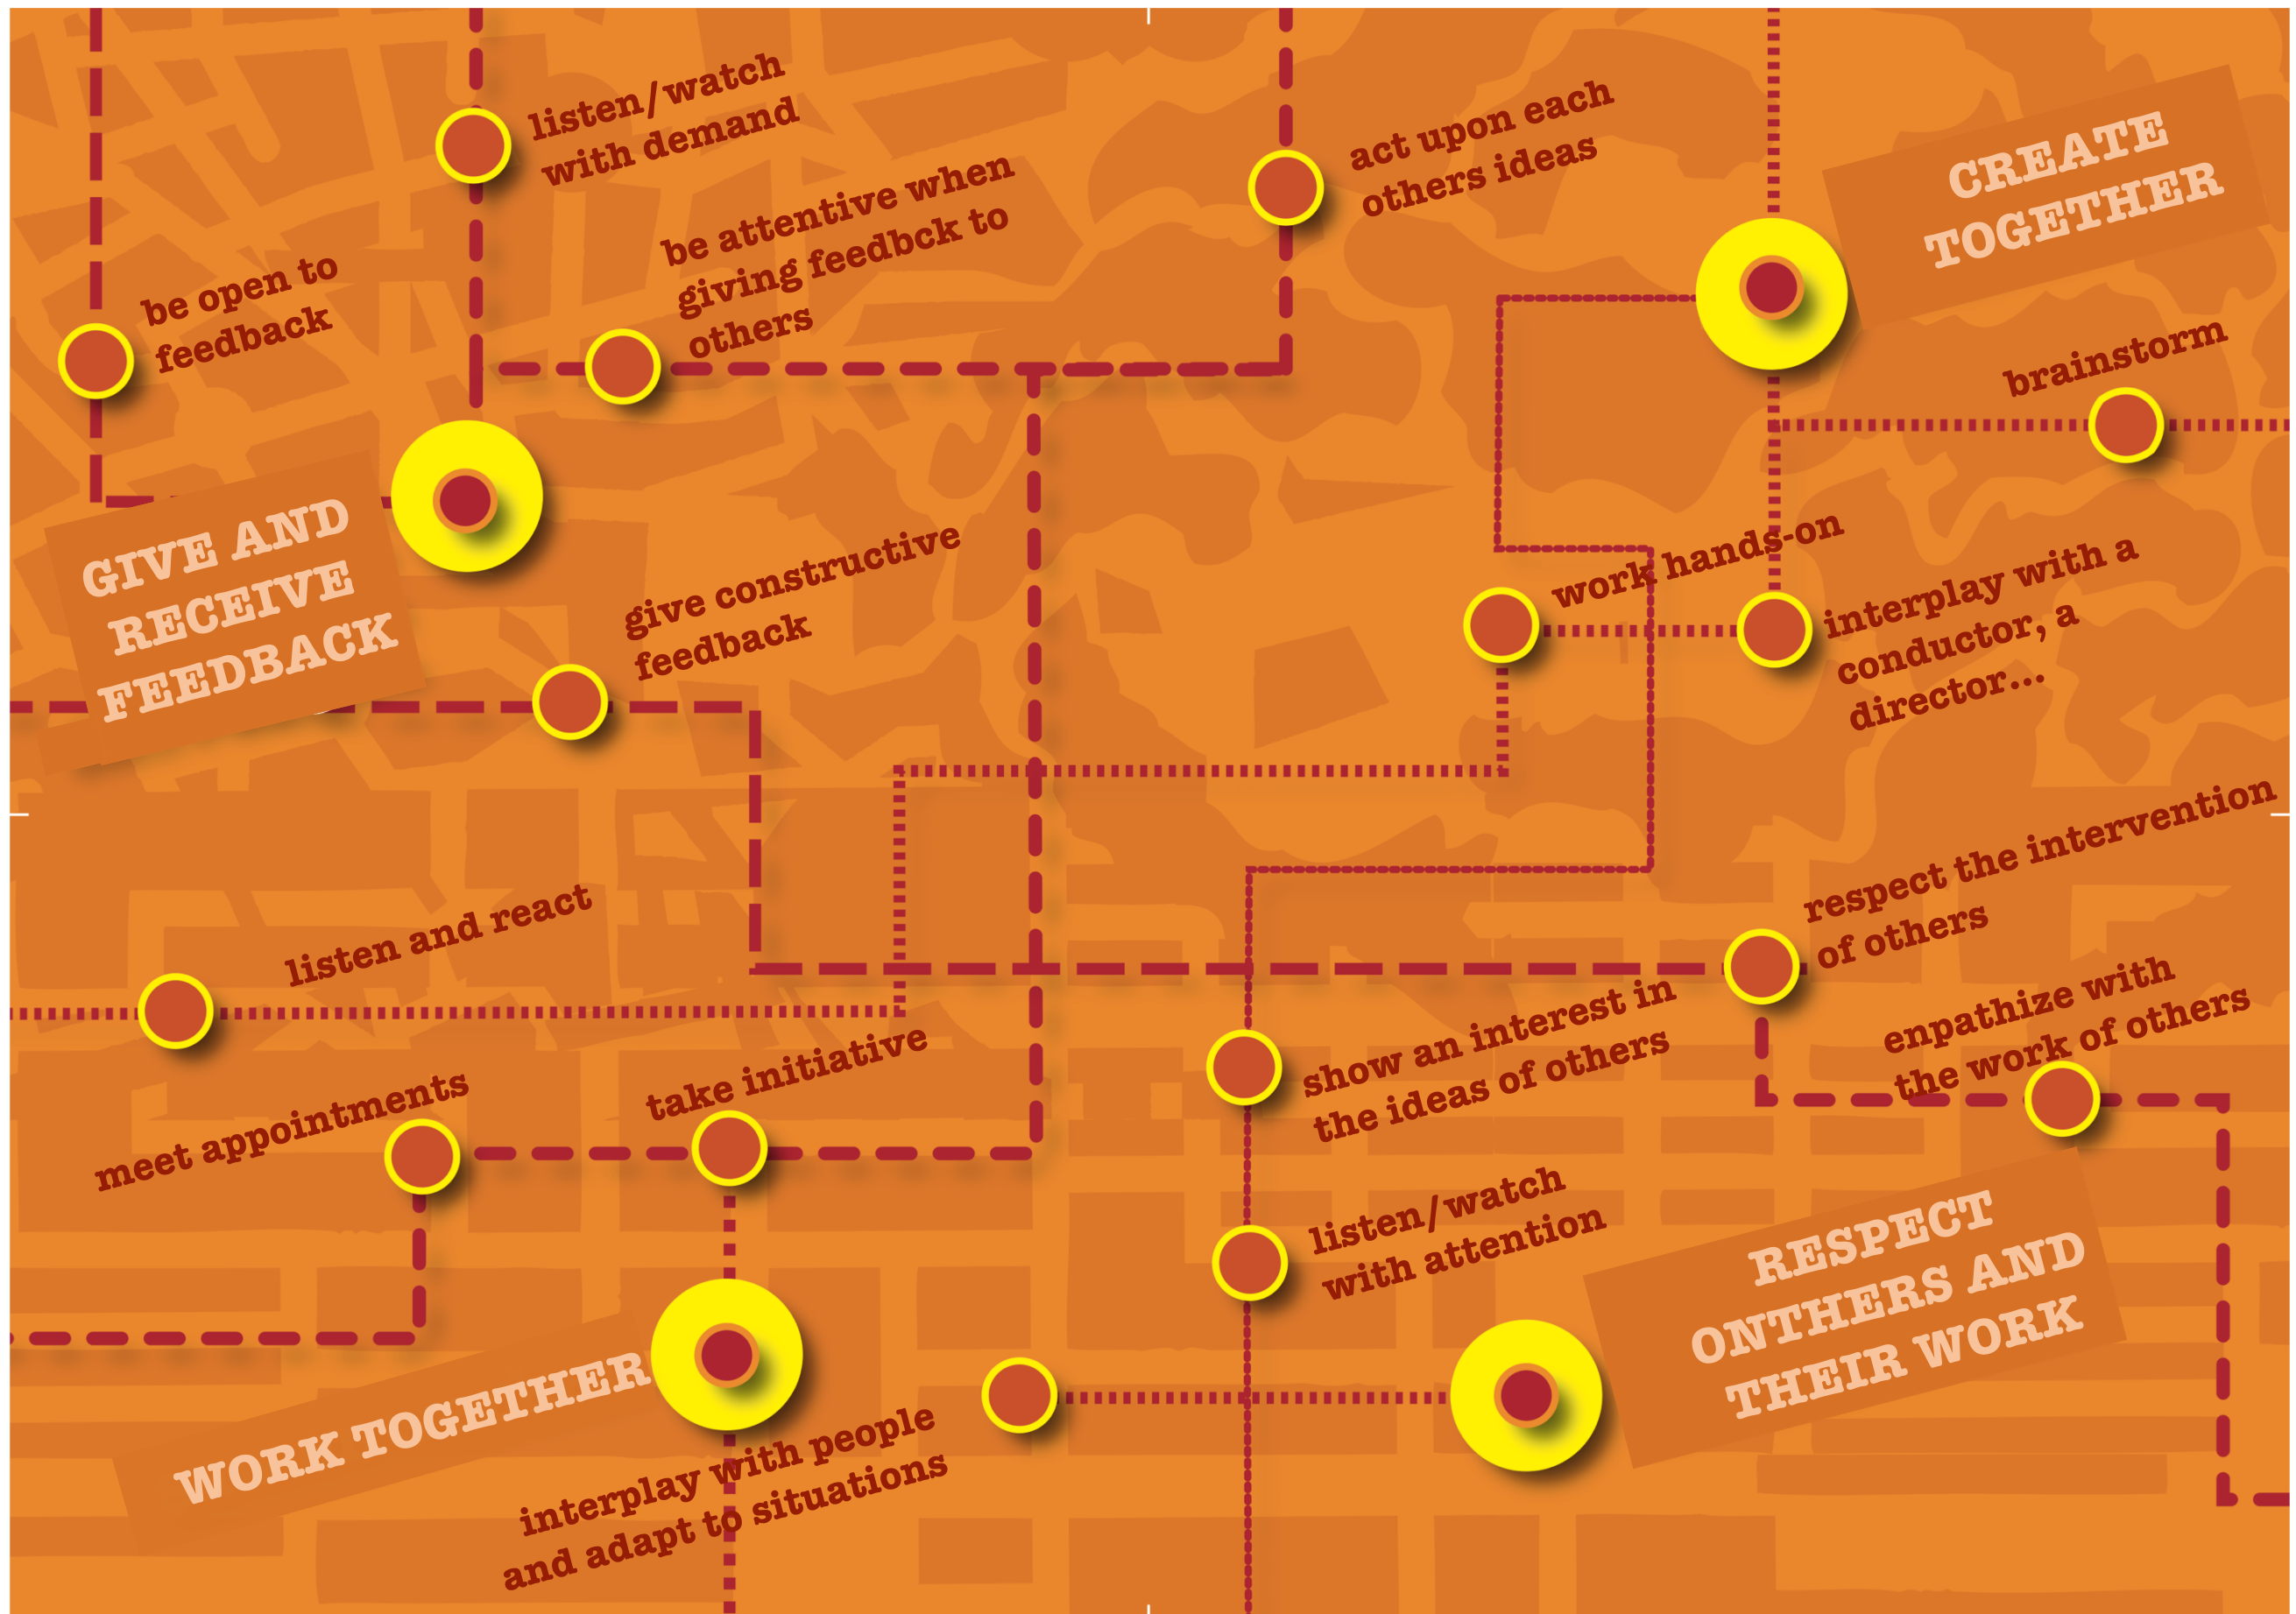 listen/watch
with demand
act upon each
others ideas
CREATE
TOGETHER
be attentive when
giving feedbck to
others
be open to
feedback
brainstorm
GIVE AND
RECEIVE
FEEDBACK
give constructive
feedback
work hands-on
interplay with a
conductor, a
director...
respect the intervention
of others
listen and react
enpathize with
the work of others
show an interest in
the ideas of others
take initiative
meet appointments
listen/watch
with attention
RESPECT
ONTHERS AND
THEIR WORK
WORK TOGETHER
interplay with people
and adapt to situations